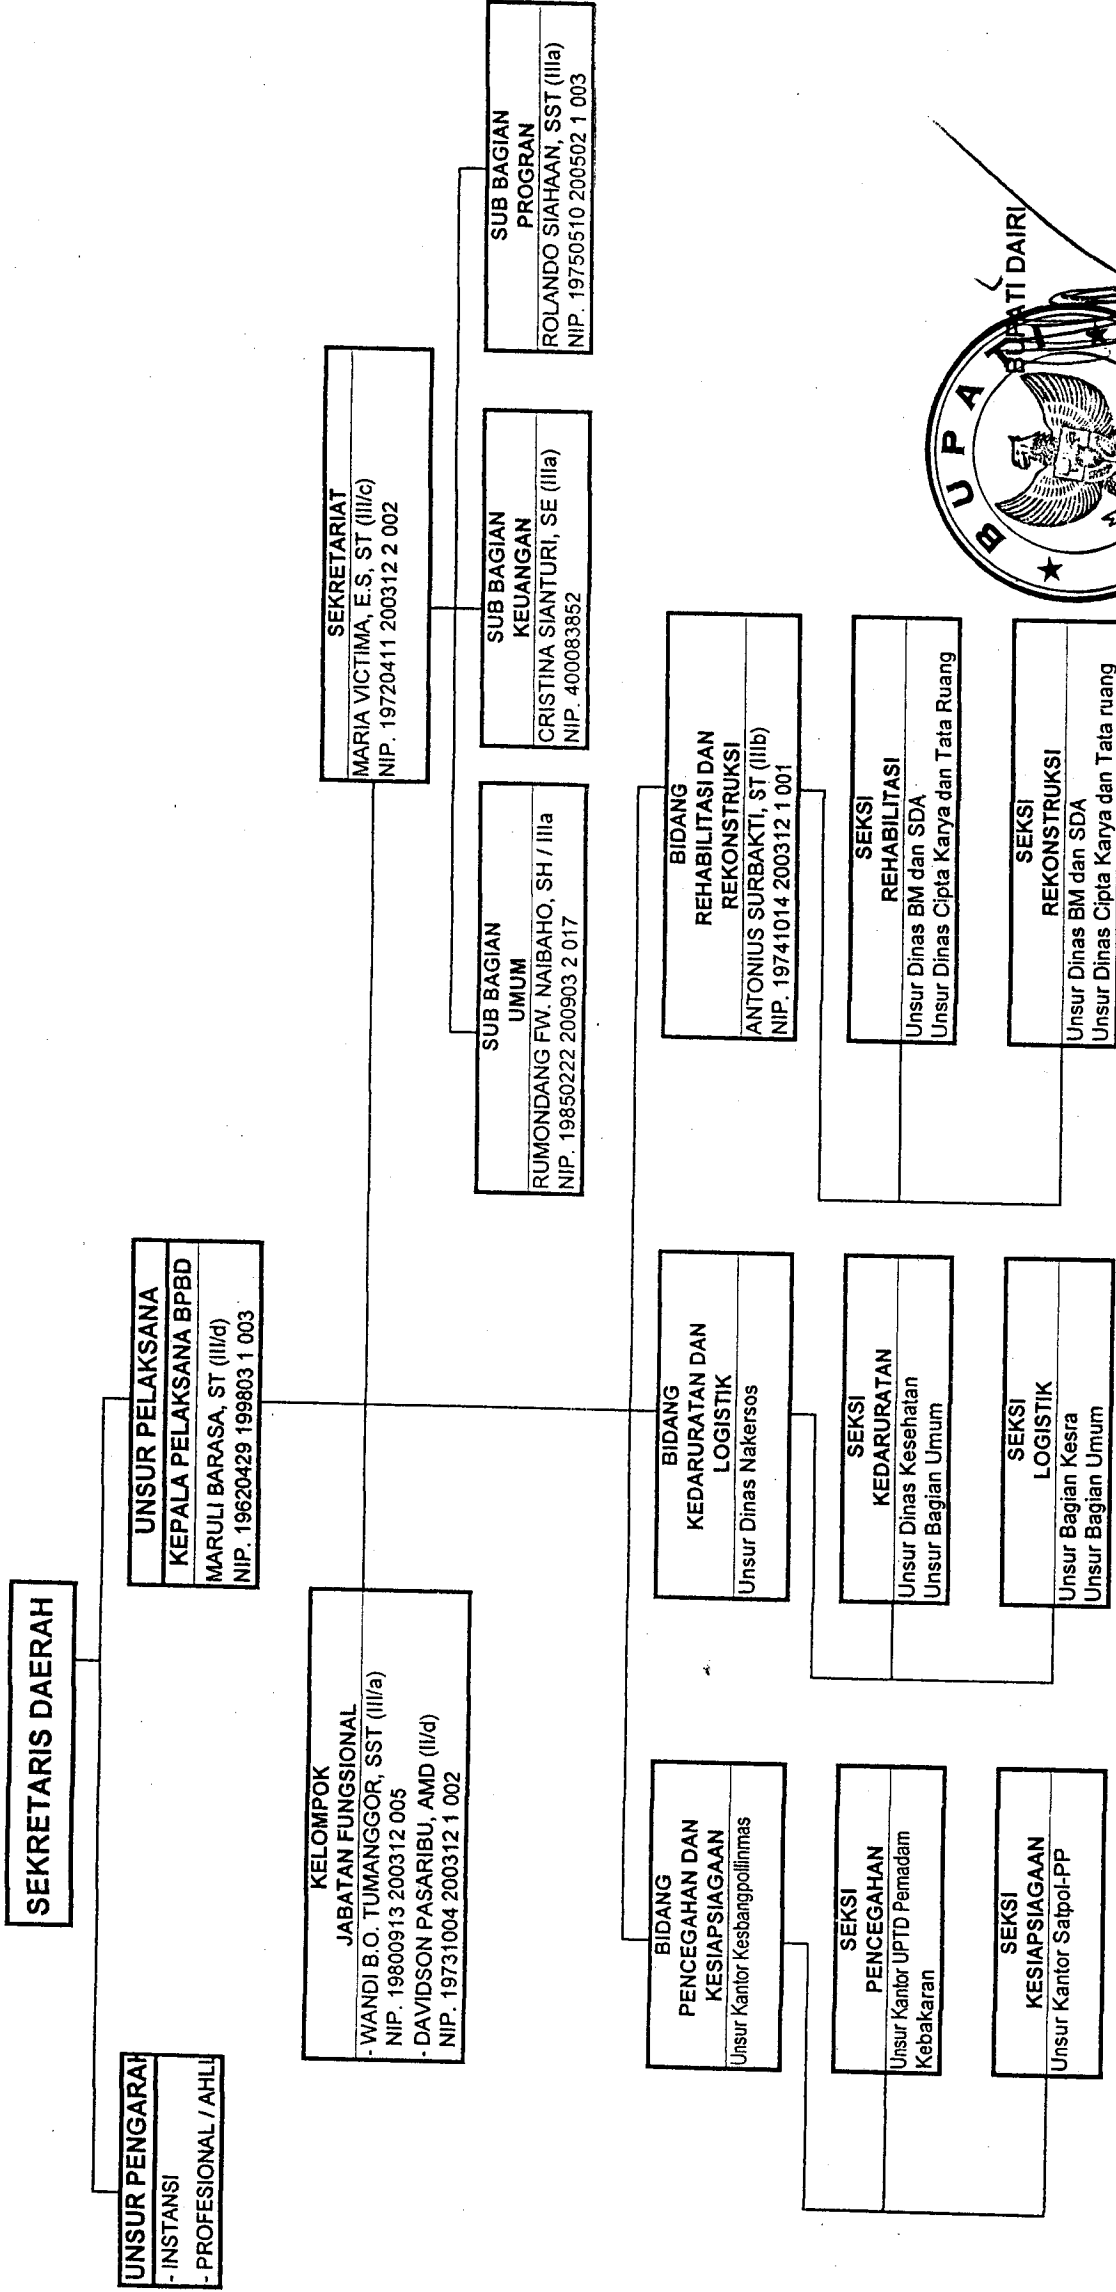 SEKRETARIS DAERAH
UNSUR PENGARAH
- INSTANSI
- PROFESIONAL / AHLI
UNSUR PELAKSANA
KEPALA PELAKSANA BPBD
MARULI BARASA, ST (III/d)
NIP. 19620429 199803 1 003
KELOMPOK
JABATAN FUNGSIONAL
- WANDI B.O. TUMANGGOR, SST (III/a)
NIP. 19800913 200312 005
- DAVIDSON PASARIBU, AMD (II/d)
NIP. 19731004 200312 1 002
SEKRETARIAT
MARIA VICTIMA, E.S, ST (III/c)
NIP. 19720411 200312 2 002
SUB BAGIAN
UMUM
RUMONDANG FW. NAIBAHO, SH / IIIa
NIP. 19850222 200903 2 017
SUB BAGIAN
KEUANGAN
CRISTINA SIANTURI, SE (IIIa)
NIP. 400083852
SUB BAGIAN
PROGRAN
ROLANDO SIAHAAN, SST (IIIa)
NIP. 19750510 200502 1 003
BIDANG
PENCEGAHAN DAN
KESIAPSIAGAAN
Unsur Kantor Kesbangpollinmas
BIDANG
KEDARURATAN DAN
LOGISTIK
Unsur Dinas Nakersos
BIDANG
REHABILITASI DAN
REKONSTRUKSI
ANTONIUS SURBAKTI, ST (IIIb)
NIP. 19741014 200312 1 001
SEKSI
PENCEGAHAN
Unsur Kantor UPTD Pemadam
Kebakaran
SEKSI
KEDARURATAN
Unsur Dinas Kesehatan
Unsur Bagian Umum
SEKSI
REHABILITASI
Unsur Dinas BM dan SDA
Unsur Dinas Cipta Karya dan Tata Ruang
SEKSI
KESIAPSIAGAAN
Unsur Kantor Satpol-PP
SEKSI
LOGISTIK
Unsur Bagian Kesra
Unsur Bagian Umum
SEKSI
REKONSTRUKSI
Unsur Dinas BM dan SDA
Unsur Dinas Cipta Karya dan Tata ruang
BUPATI DAIRI
BUPATI